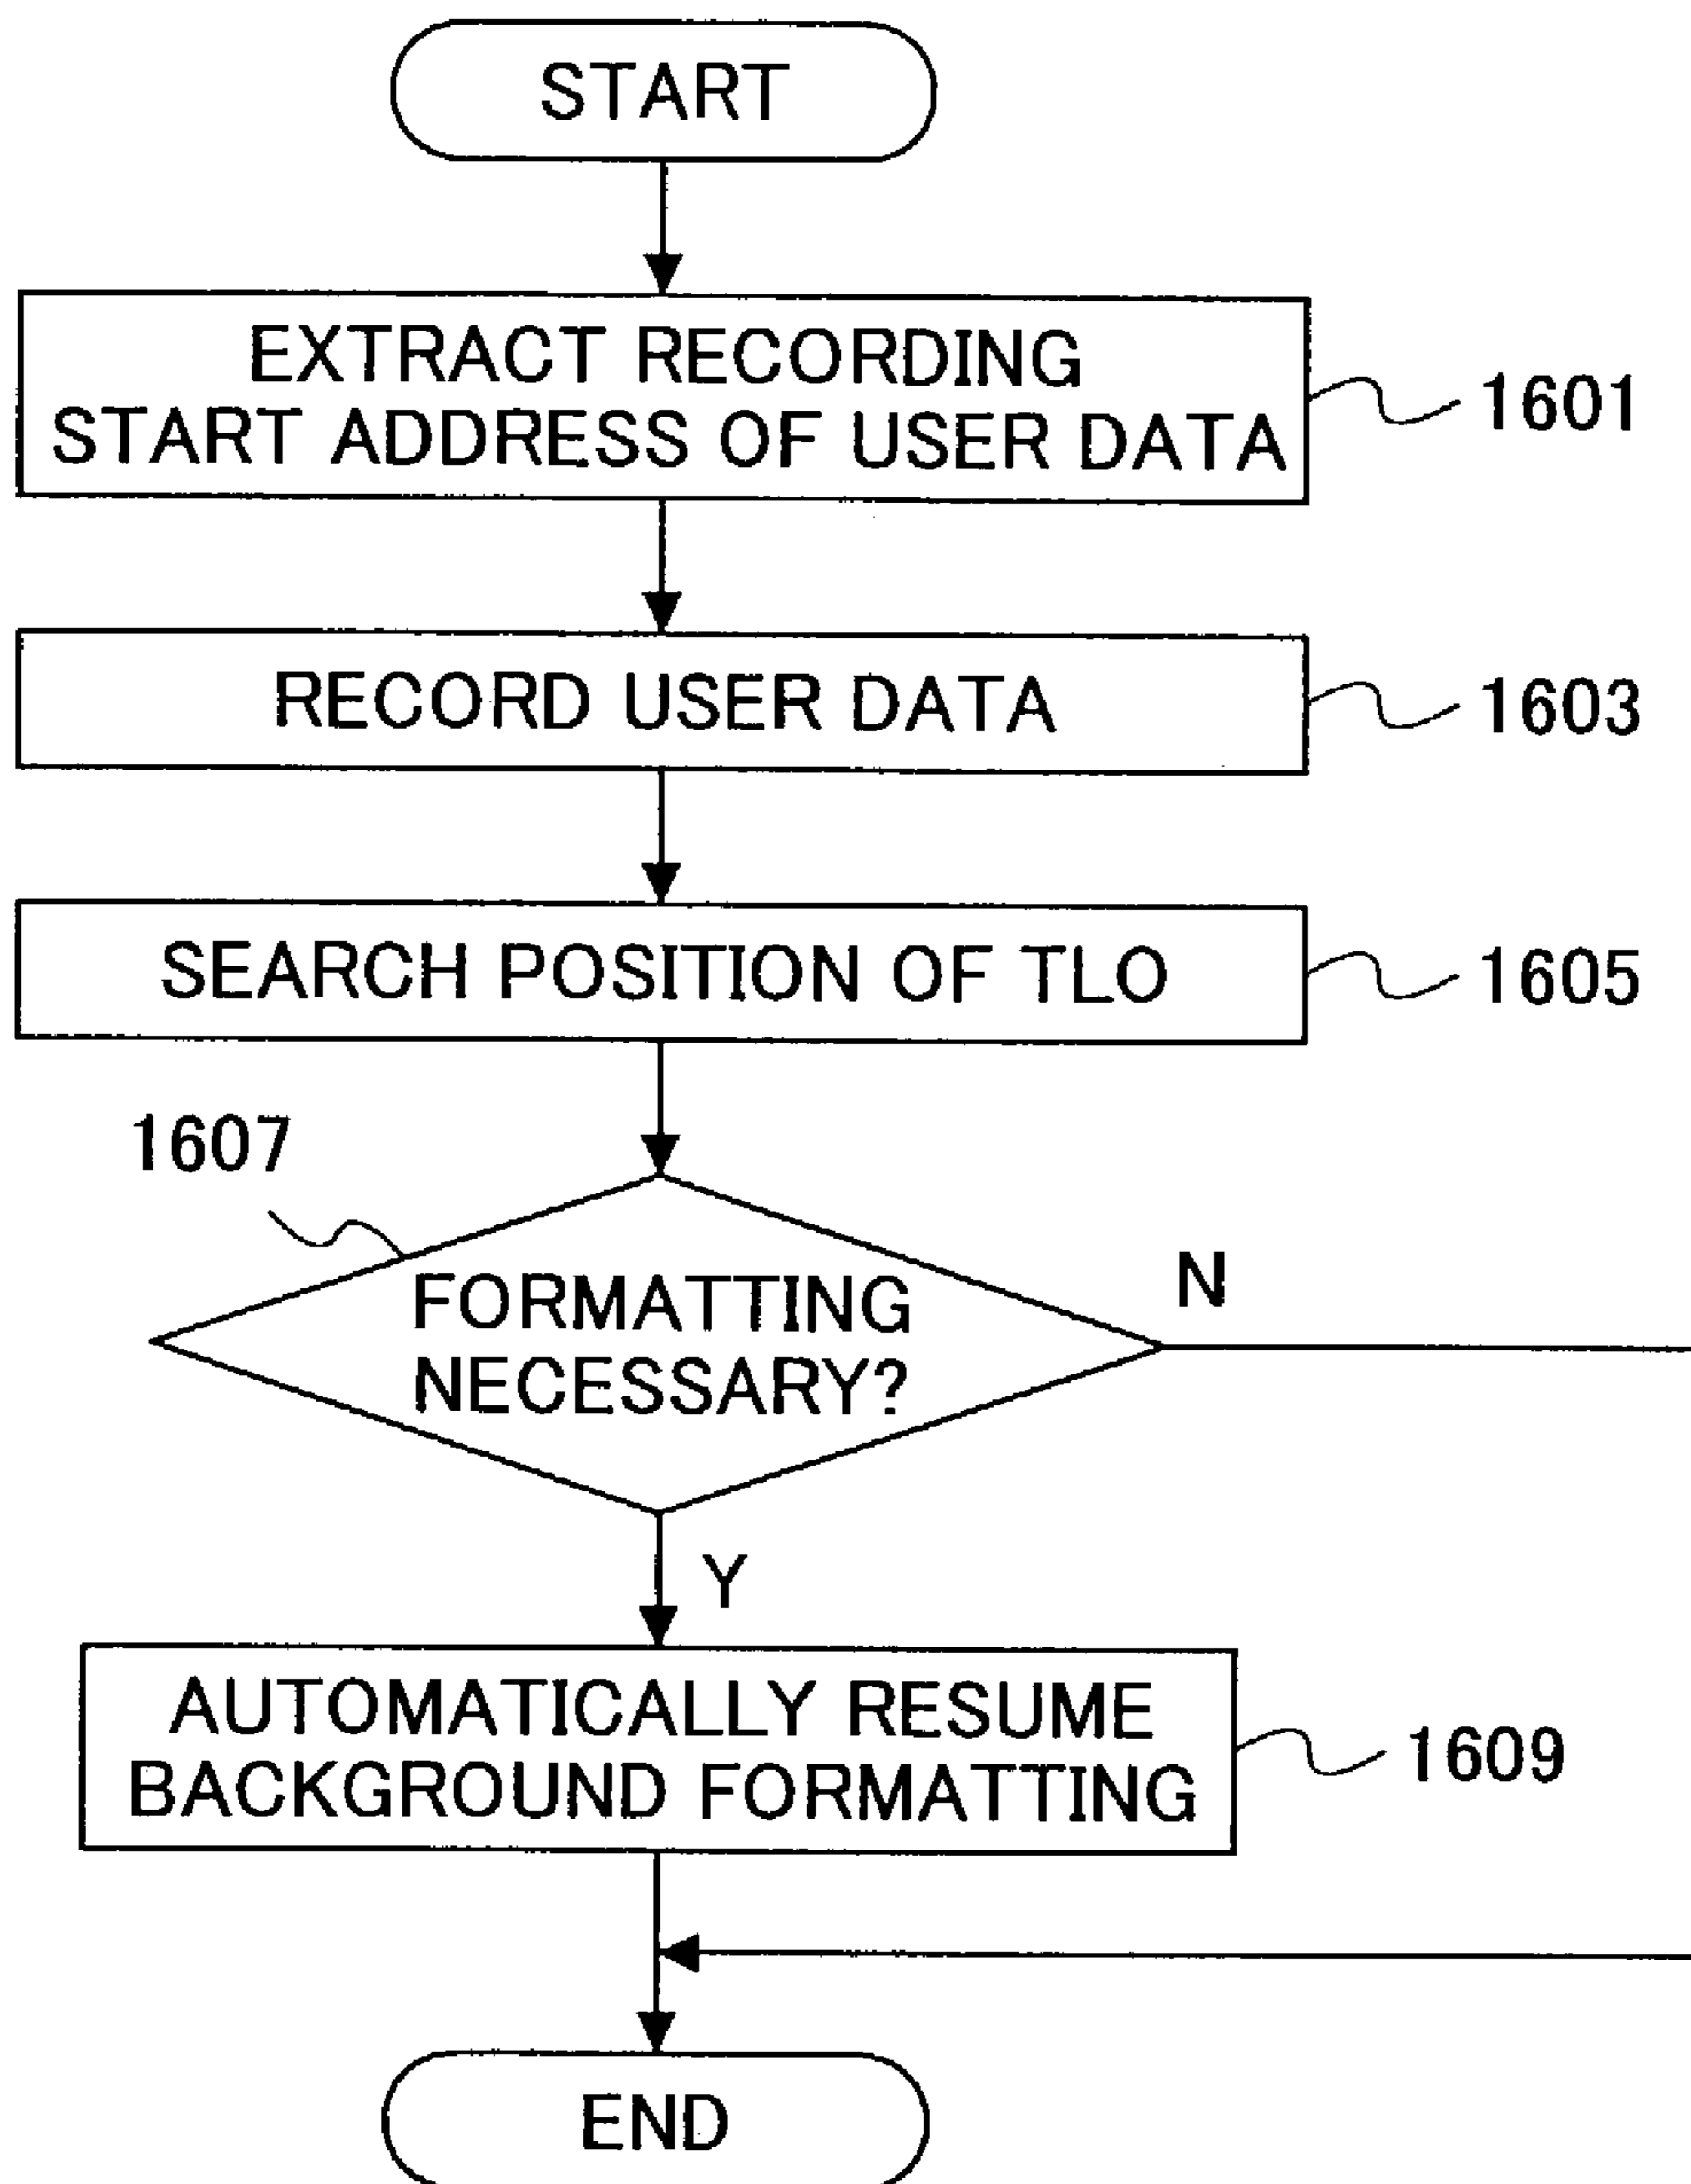 START
EXTRACT RECORDING
START ADDRESS OF USER DATA
1601
RECORD USER DATA
1603
SEARCH POSITION OF TLO
1605
1607
FORMATTING
NECESSARY?
N
Y
AUTOMATICALLY RESUME
BACKGROUND FORMATTING
1609
END